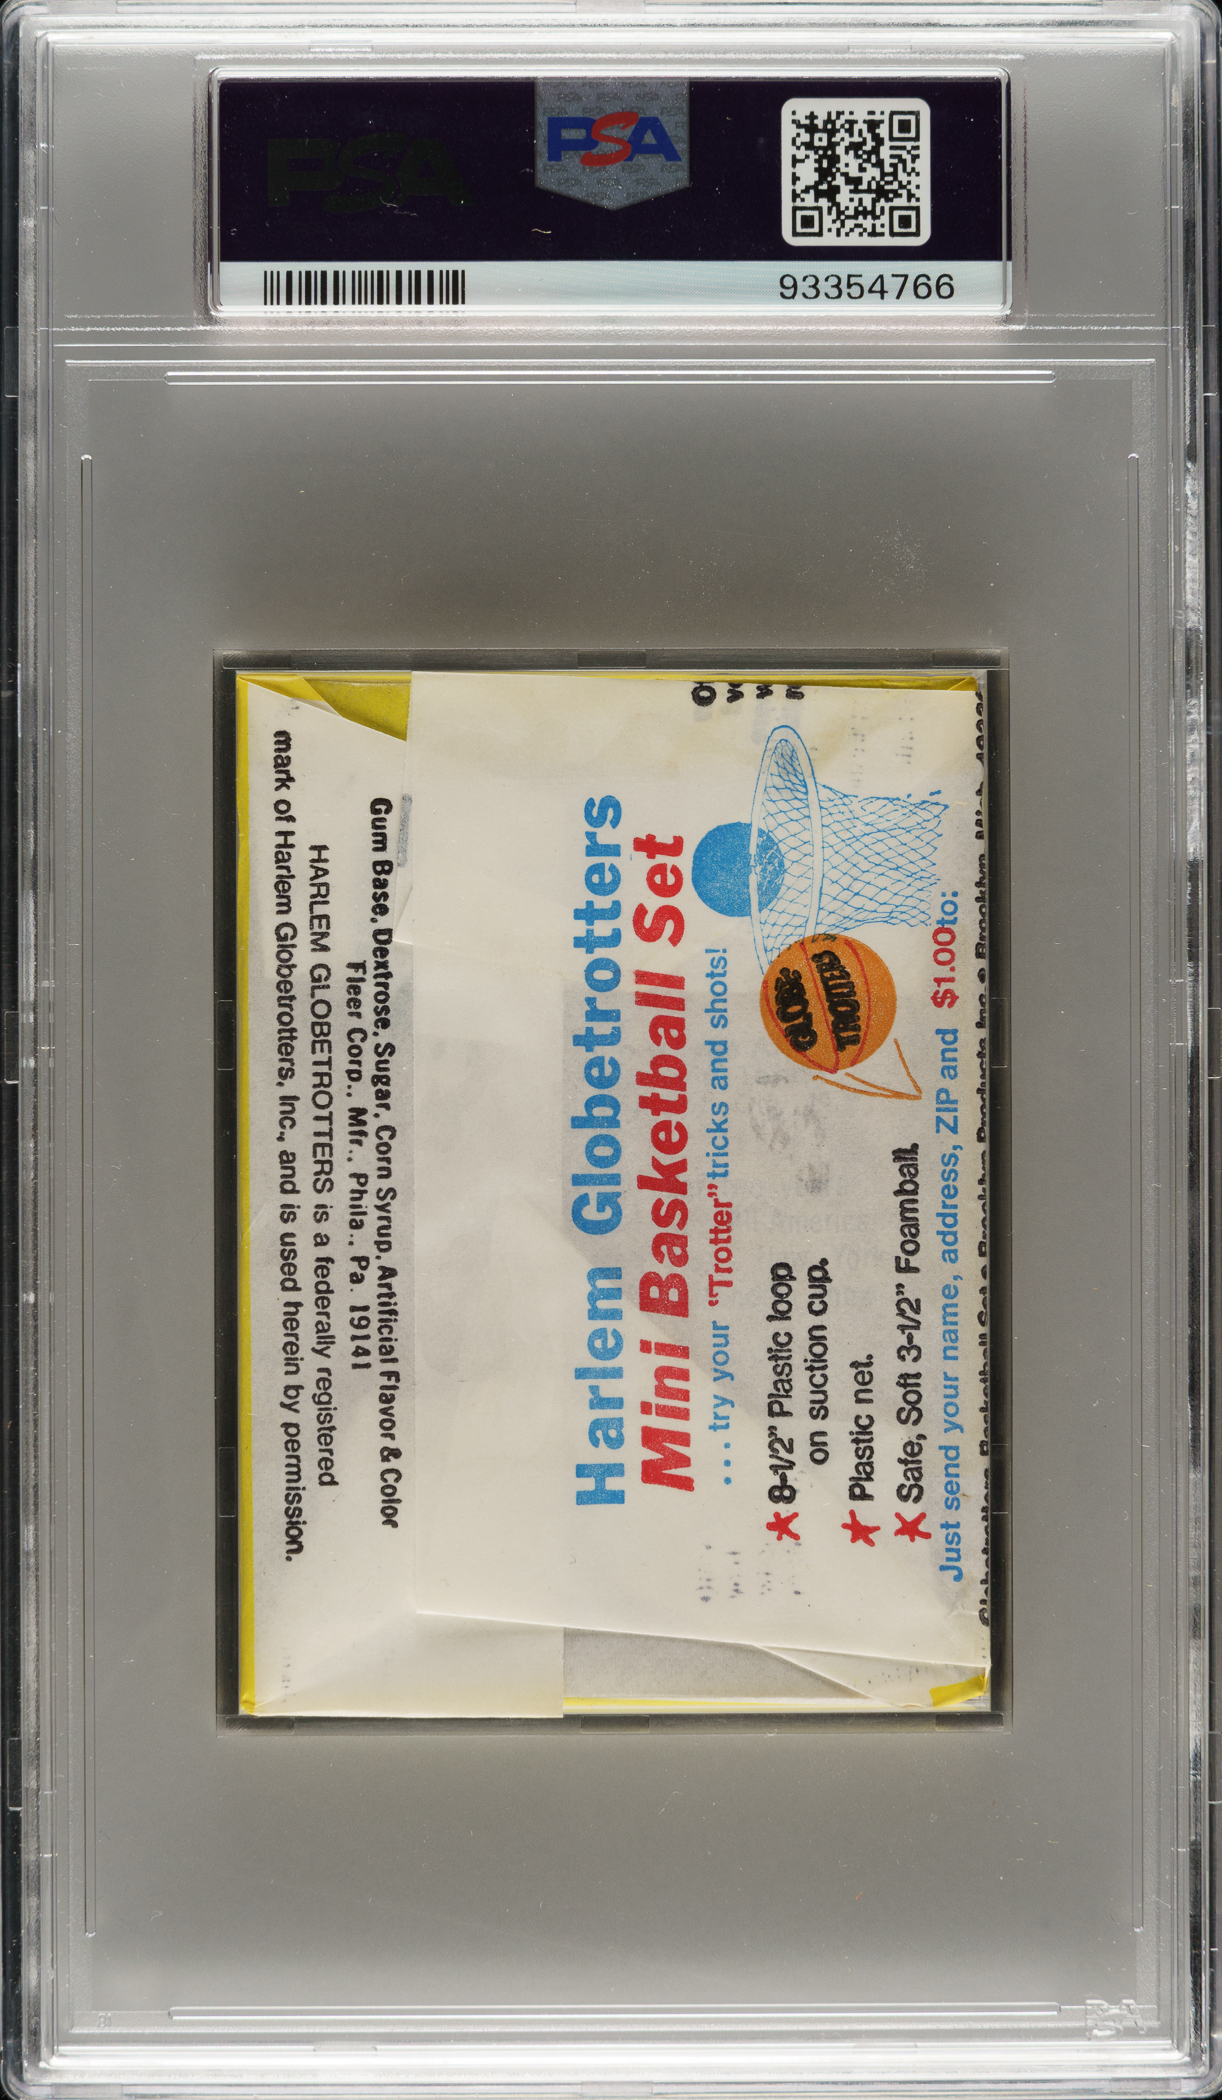 PSA
PSA
93354766
mark of Harlem Globetrotters, Inc., and is used herein by permission.
HARLEM GLOBETROTTERS is a federally registered
Fleer Corp., Mfr., Phila., Pa. 19141
Gum Base, Dextrose, Sugar, Corn Syrup, Artificial Flavor & Color
Harlem Globetrotters
Mini Basketball Set
...try your "Trotter" tricks and shots!
GLOBE
TROTTERS
★ 8-1/2" Plastic loop
on suction cup.
★ Plastic net.
★ Safe, Soft 3-1/2" Foamball.
Just send your name, address, ZIP and $1.00to:
PSA